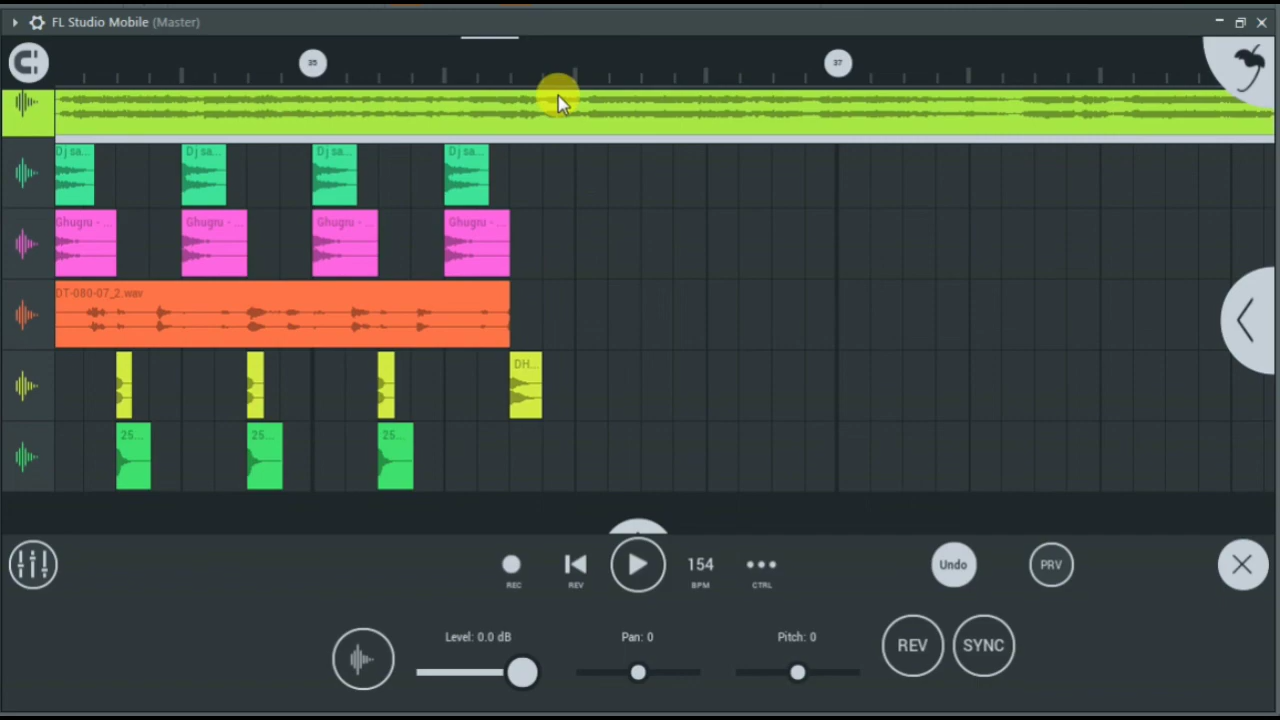 FL Studio Mobile (Master)
35 37
Dj sa... Dj sa... Dj sa... Dj sa...
Ghugru - ... Ghugru - ... Ghugru - ... Ghugru - ...
DT-080-07_2.wav
DH...
25... 25... 25...
154 Undo PRV
REC REV BPM CTRL
Level: 0.0 dB Pan: 0 Pitch: 0
REV SYNC